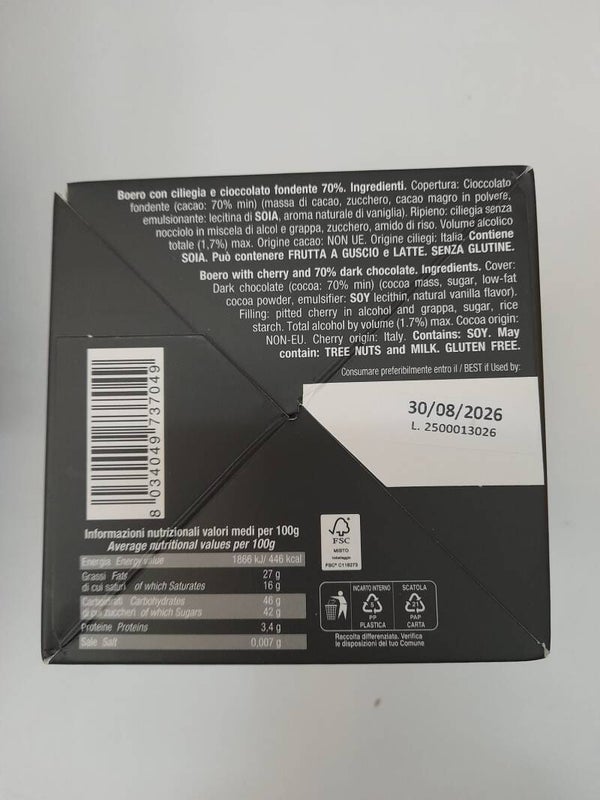 Boero con ciliegia e cioccolato fondente 70%. Ingredienti. Copertura: Cioccolato
fondente (cacao: 70% min) (massa di cacao, zucchero, cacao magro in polvere,
emulsionante: lecitina di SOIA, aroma naturale di vaniglia). Ripieno: ciliegia senza
nocciolo in miscela di alcol e grappa, zucchero, amido di riso. Volume alcolico
totale (1,7%) max. Origine cacao: NON UE. Origine ciliegi: Italia. Contiene
SOIA. Può contenere FRUTTA A GUSCIO e LATTE. SENZA GLUTINE.
Boero with cherry and 70% dark chocolate. Ingredients. Cover:
Dark chocolate (cocoa: 70% min) (cocoa mass, sugar, low-fat
cocoa powder, emulsifier: SOY lecithin, natural vanilla flavor).
Filling: pitted cherry in alcohol and grappa, sugar, rice
starch. Total alcohol by volume (1.7%) max. Cocoa origin:
NON-EU. Cherry origin: Italy. Contains: SOY. May
contain: TREE NUTS and MILK. GLUTEN FREE.
Consumare preferibilmente entro il / BEST if Used by:
30/08/2026
L. 2500013026
8 034049 737049
Informazioni nutrizionali valori medi per 100g
Average nutritional values per 100g
Energia Energy value 1866 kJ/ 446 kcal
Grassi Fats 27 g
di cui saturi of which Saturates 16 g
Carboidrati Carbohydrates 46 g
di cui zuccheri of which Sugars 42 g
Proteine Proteins 3,4 g
Sale Salt 0,007 g
FSC
MISTO
FSC® C116273
INCARTO INTERNO
5
PP
PLASTICA
SCATOLA
21
PAP
CARTA
Raccolta differenziata. Verifica
le disposizioni del tuo Comune